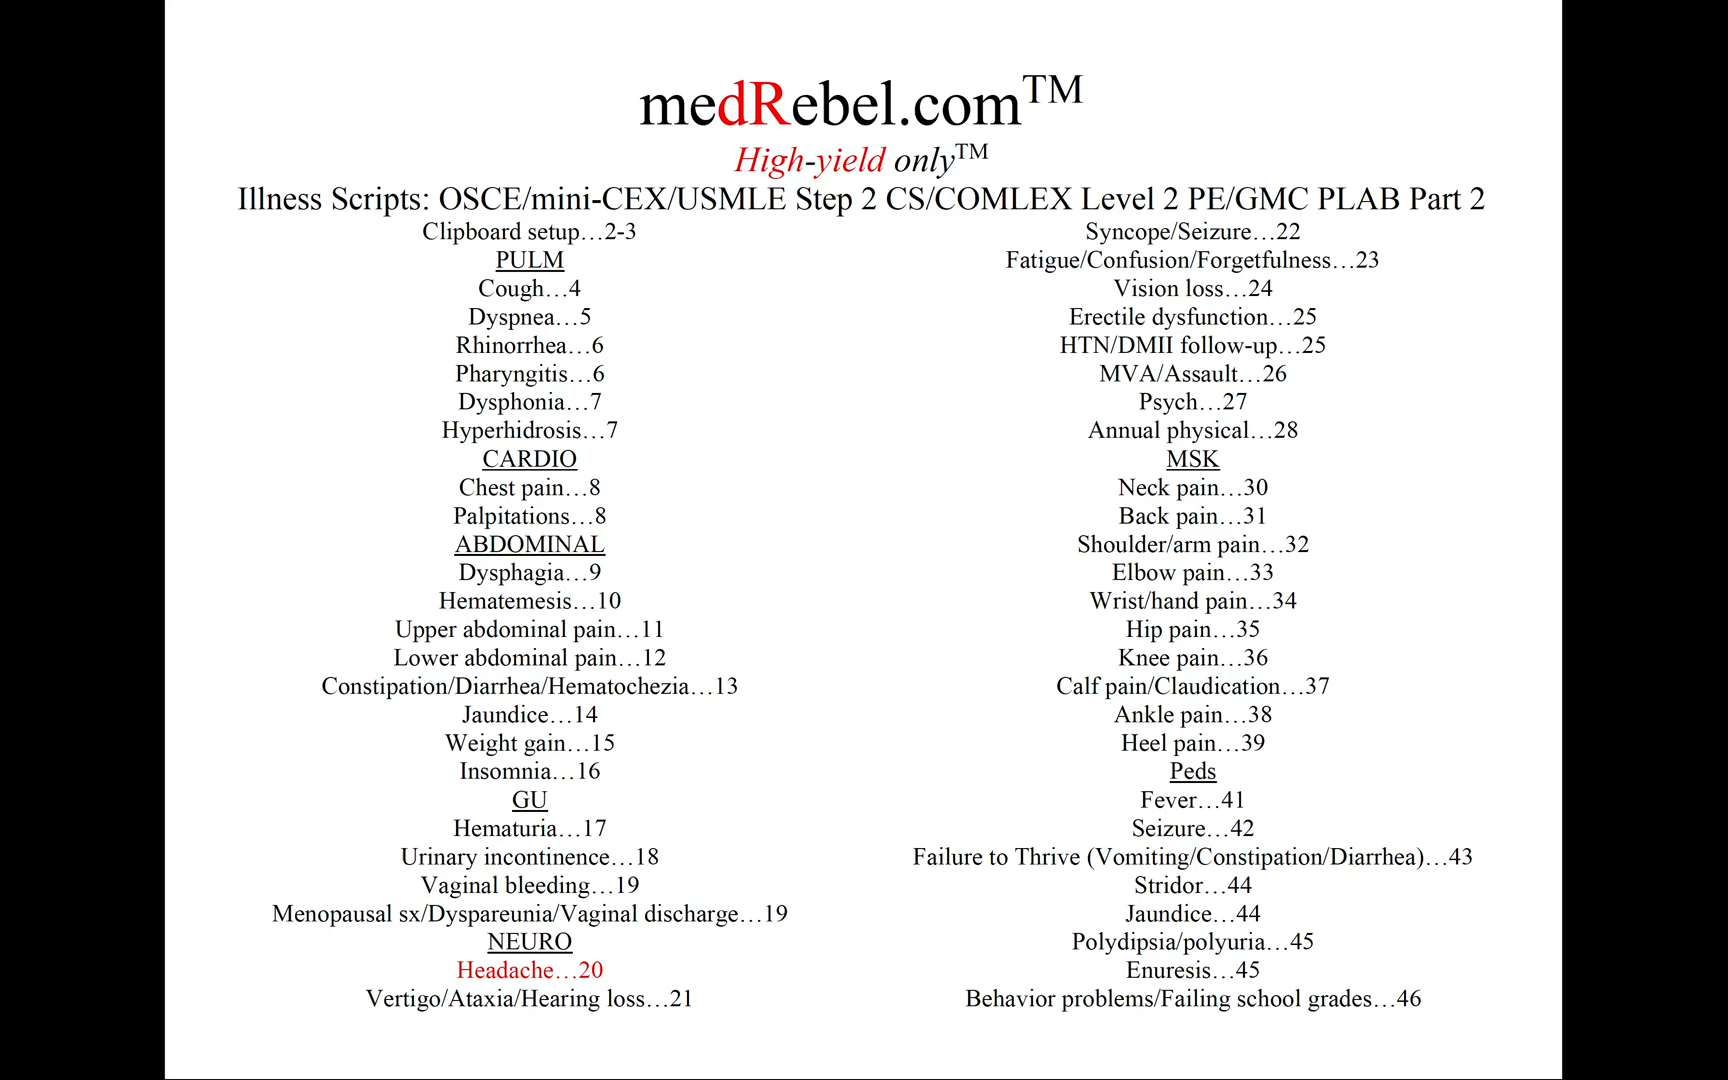 medRebel.com™
High-yield only™
Illness Scripts: OSCE/mini-CEX/USMLE Step 2 CS/COMLEX Level 2 PE/GMC PLAB Part 2
Clipboard setup…2-3
PULM
Cough…4
Dyspnea…5
Rhinorrhea…6
Pharyngitis…6
Dysphonia…7
Hyperhidrosis…7
CARDIO
Chest pain…8
Palpitations…8
ABDOMINAL
Dysphagia…9
Hematemesis…10
Upper abdominal pain…11
Lower abdominal pain…12
Constipation/Diarrhea/Hematochezia…13
Jaundice…14
Weight gain…15
Insomnia…16
GU
Hematuria…17
Urinary incontinence…18
Vaginal bleeding…19
Menopausal sx/Dyspareunia/Vaginal discharge…19
NEURO
Headache…20
Vertigo/Ataxia/Hearing loss…21
Syncope/Seizure…22
Fatigue/Confusion/Forgetfulness…23
Vision loss…24
Erectile dysfunction…25
HTN/DMII follow-up…25
MVA/Assault…26
Psych…27
Annual physical…28
MSK
Neck pain…30
Back pain…31
Shoulder/arm pain…32
Elbow pain…33
Wrist/hand pain…34
Hip pain…35
Knee pain…36
Calf pain/Claudication…37
Ankle pain…38
Heel pain…39
Peds
Fever…41
Seizure…42
Failure to Thrive (Vomiting/Constipation/Diarrhea)…43
Stridor…44
Jaundice…44
Polydipsia/polyuria…45
Enuresis…45
Behavior problems/Failing school grades…46